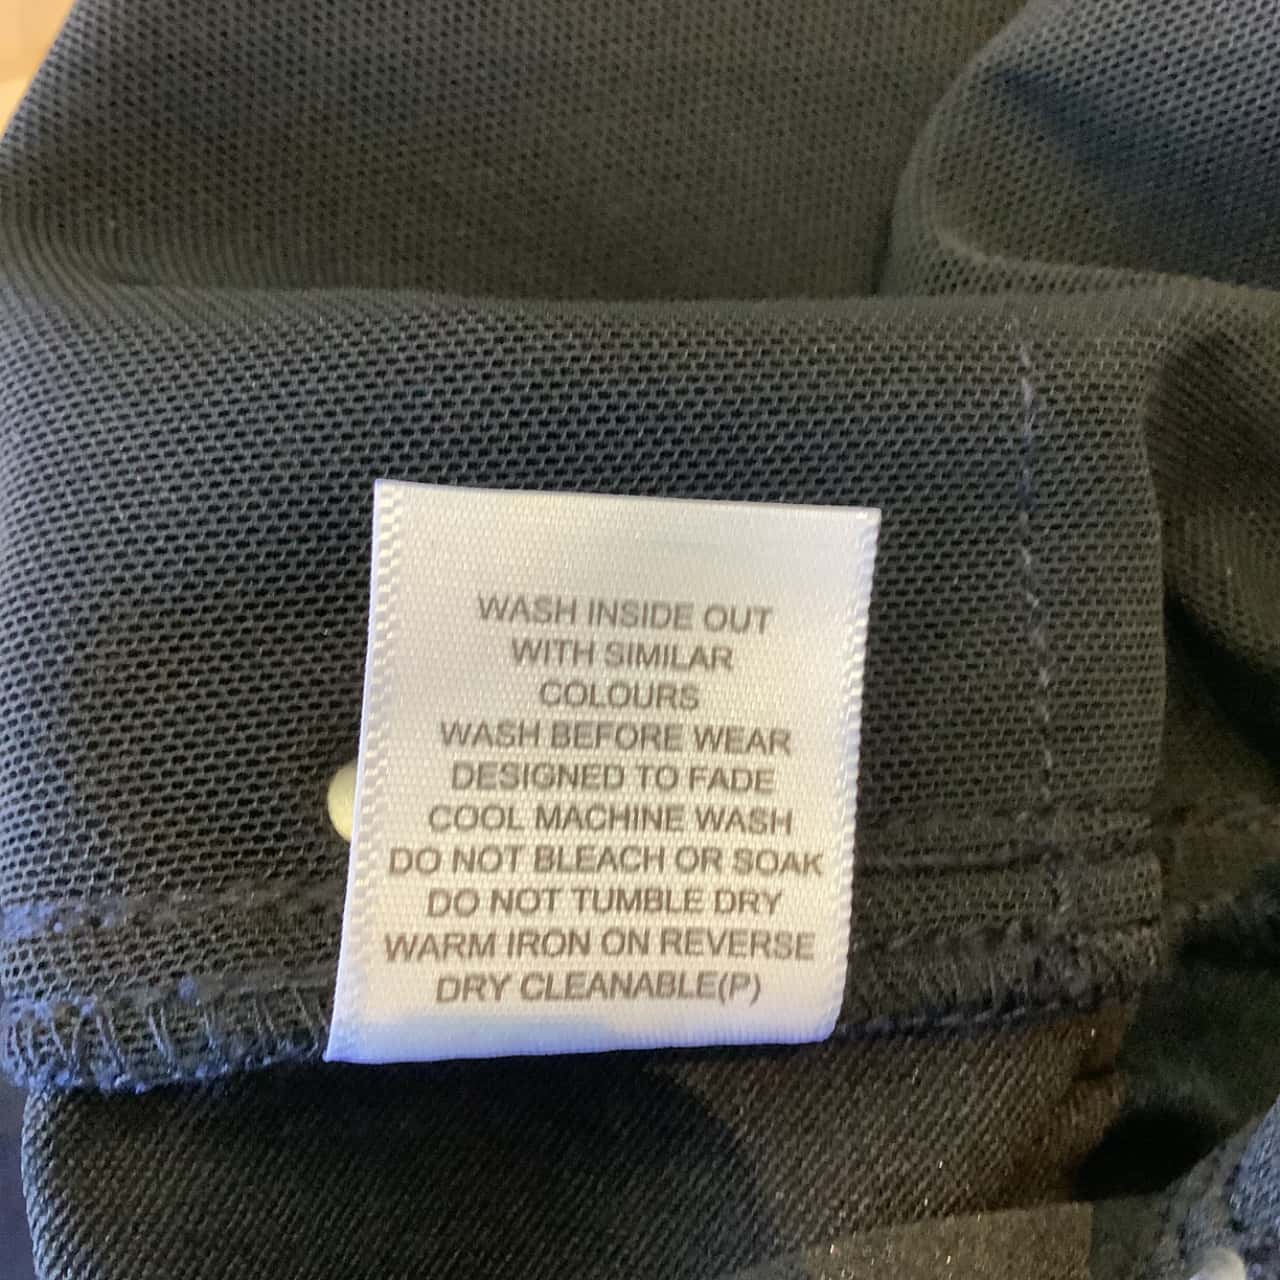 WASH INSIDE OUT
WITH SIMILAR
COLOURS
WASH BEFORE WEAR
DESIGNED TO FADE
COOL MACHINE WASH
DO NOT BLEACH OR SOAK
DO NOT TUMBLE DRY
WARM IRON ON REVERSE
DRY CLEANABLE(P)